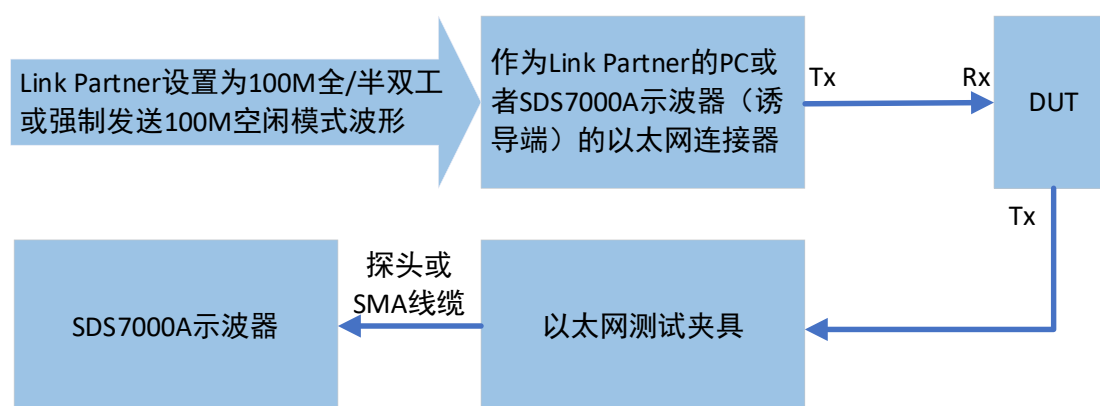 Link Partner设置为100M全/半双工
或强制发送100M空闲模式波形
作为Link Partner的PC或
者SDS7000A示波器（诱
导端）的以太网连接器
Tx
Rx
DUT
Tx
SDS7000A示波器
探头或
SMA线缆
以太网测试夹具